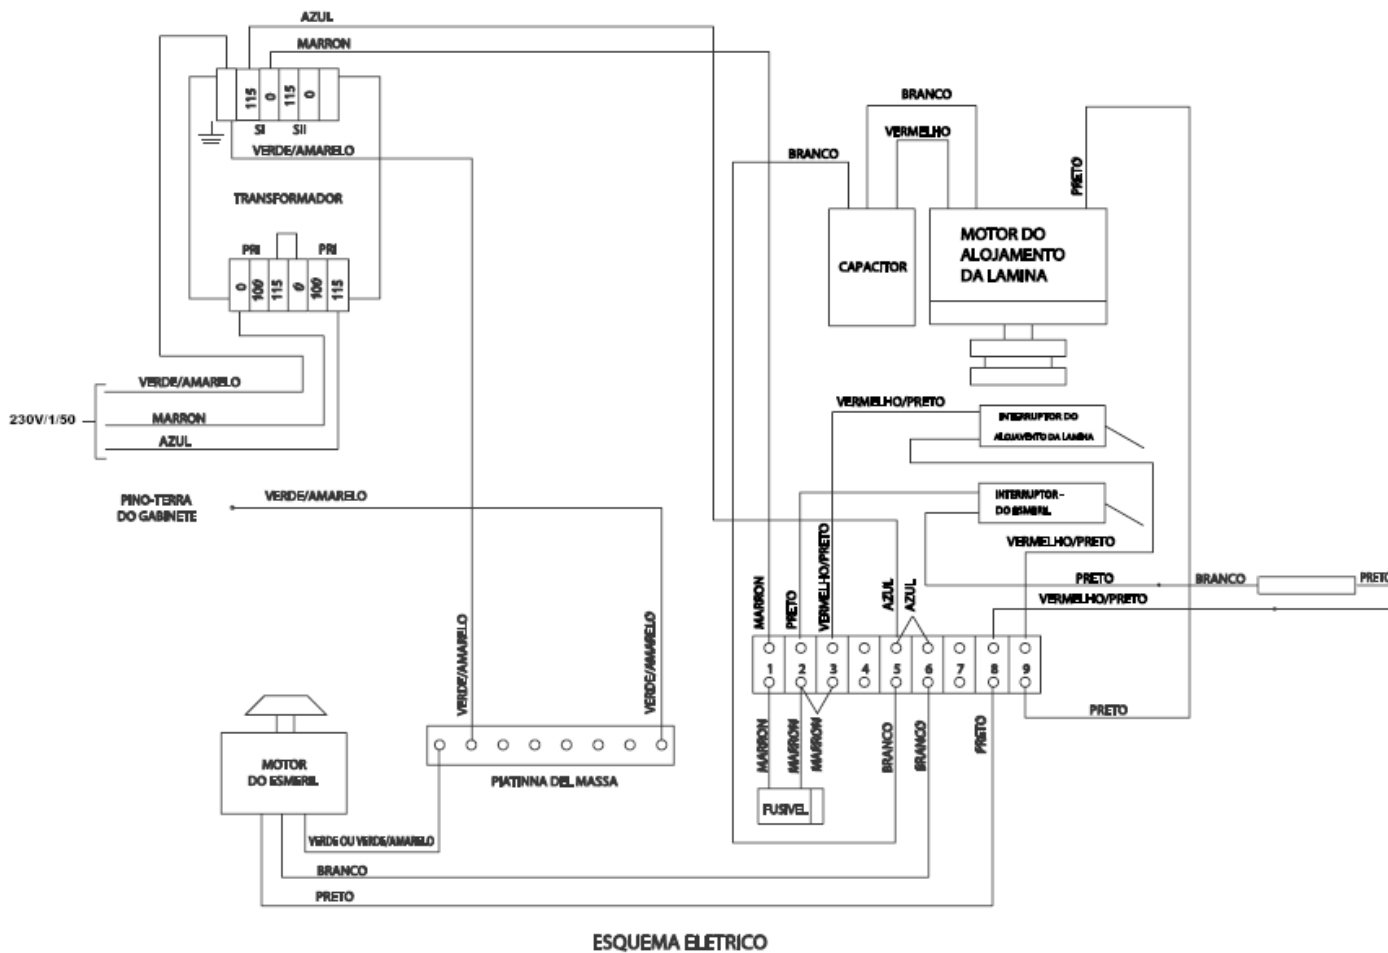 AZUL
MARRON
115
0
115
0
SI
SII
VERDE/AMARELO
TRANSFORMADOR
PRI
PRI
0
100
115
0
100
115
VERDE/AMARELO
230V/1/50
MARRON
AZUL
PINO-TERRA
DO GABINETE
VERDE/AMARELO
BRANCO
VERMELHO
BRANCO
PRETO
CAPACITOR
MOTOR DO
ALOJAMENTO
DA LAMINA
VERMELHO/PRETO
INTERRUPTOR DO
ALOJAVENTO DA LAMINA
INTERRUPTOR -
DO ESMERIL
VERMELHO/PRETO
PRETO
BRANCO
PRETO
VERMELHO/PRETO
MARRON
PRETO
VERMELHO/PRETO
AZUL
AZUL
1
2
3
4
5
6
7
8
9
MARRON
MARRON
MARRON
BRANCO
BRANCO
PRETO
PRETO
FUSIVEL
VERDE/AMARELO
VERDE/AMARELO
PIATINNA DEL MASSA
MOTOR
DO ESMERIL
VERDE OU VERDE/AMARELO
BRANCO
PRETO
ESQUEMA ELETRICO